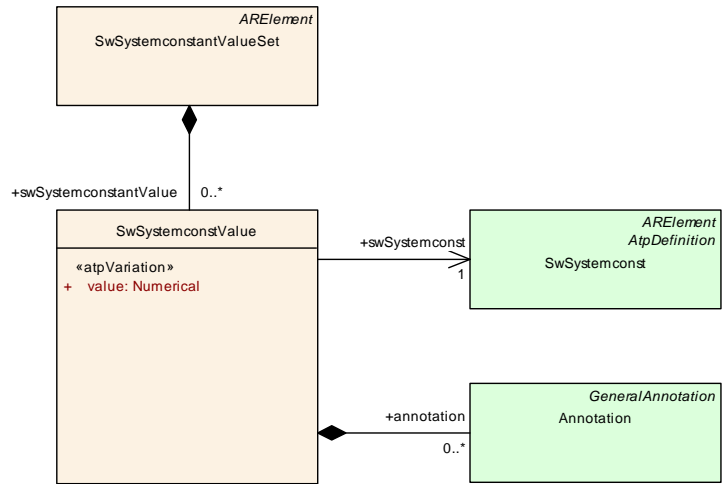 ARElement
SwSystemconstantValueSet
+swSystemconstantValue 0..*
SwSystemconstValue
«atpVariation»
+ value: Numerical
+swSystemconst
1
ARElement
AtpDefinition
SwSystemconst
+annotation
0..*
GeneralAnnotation
Annotation